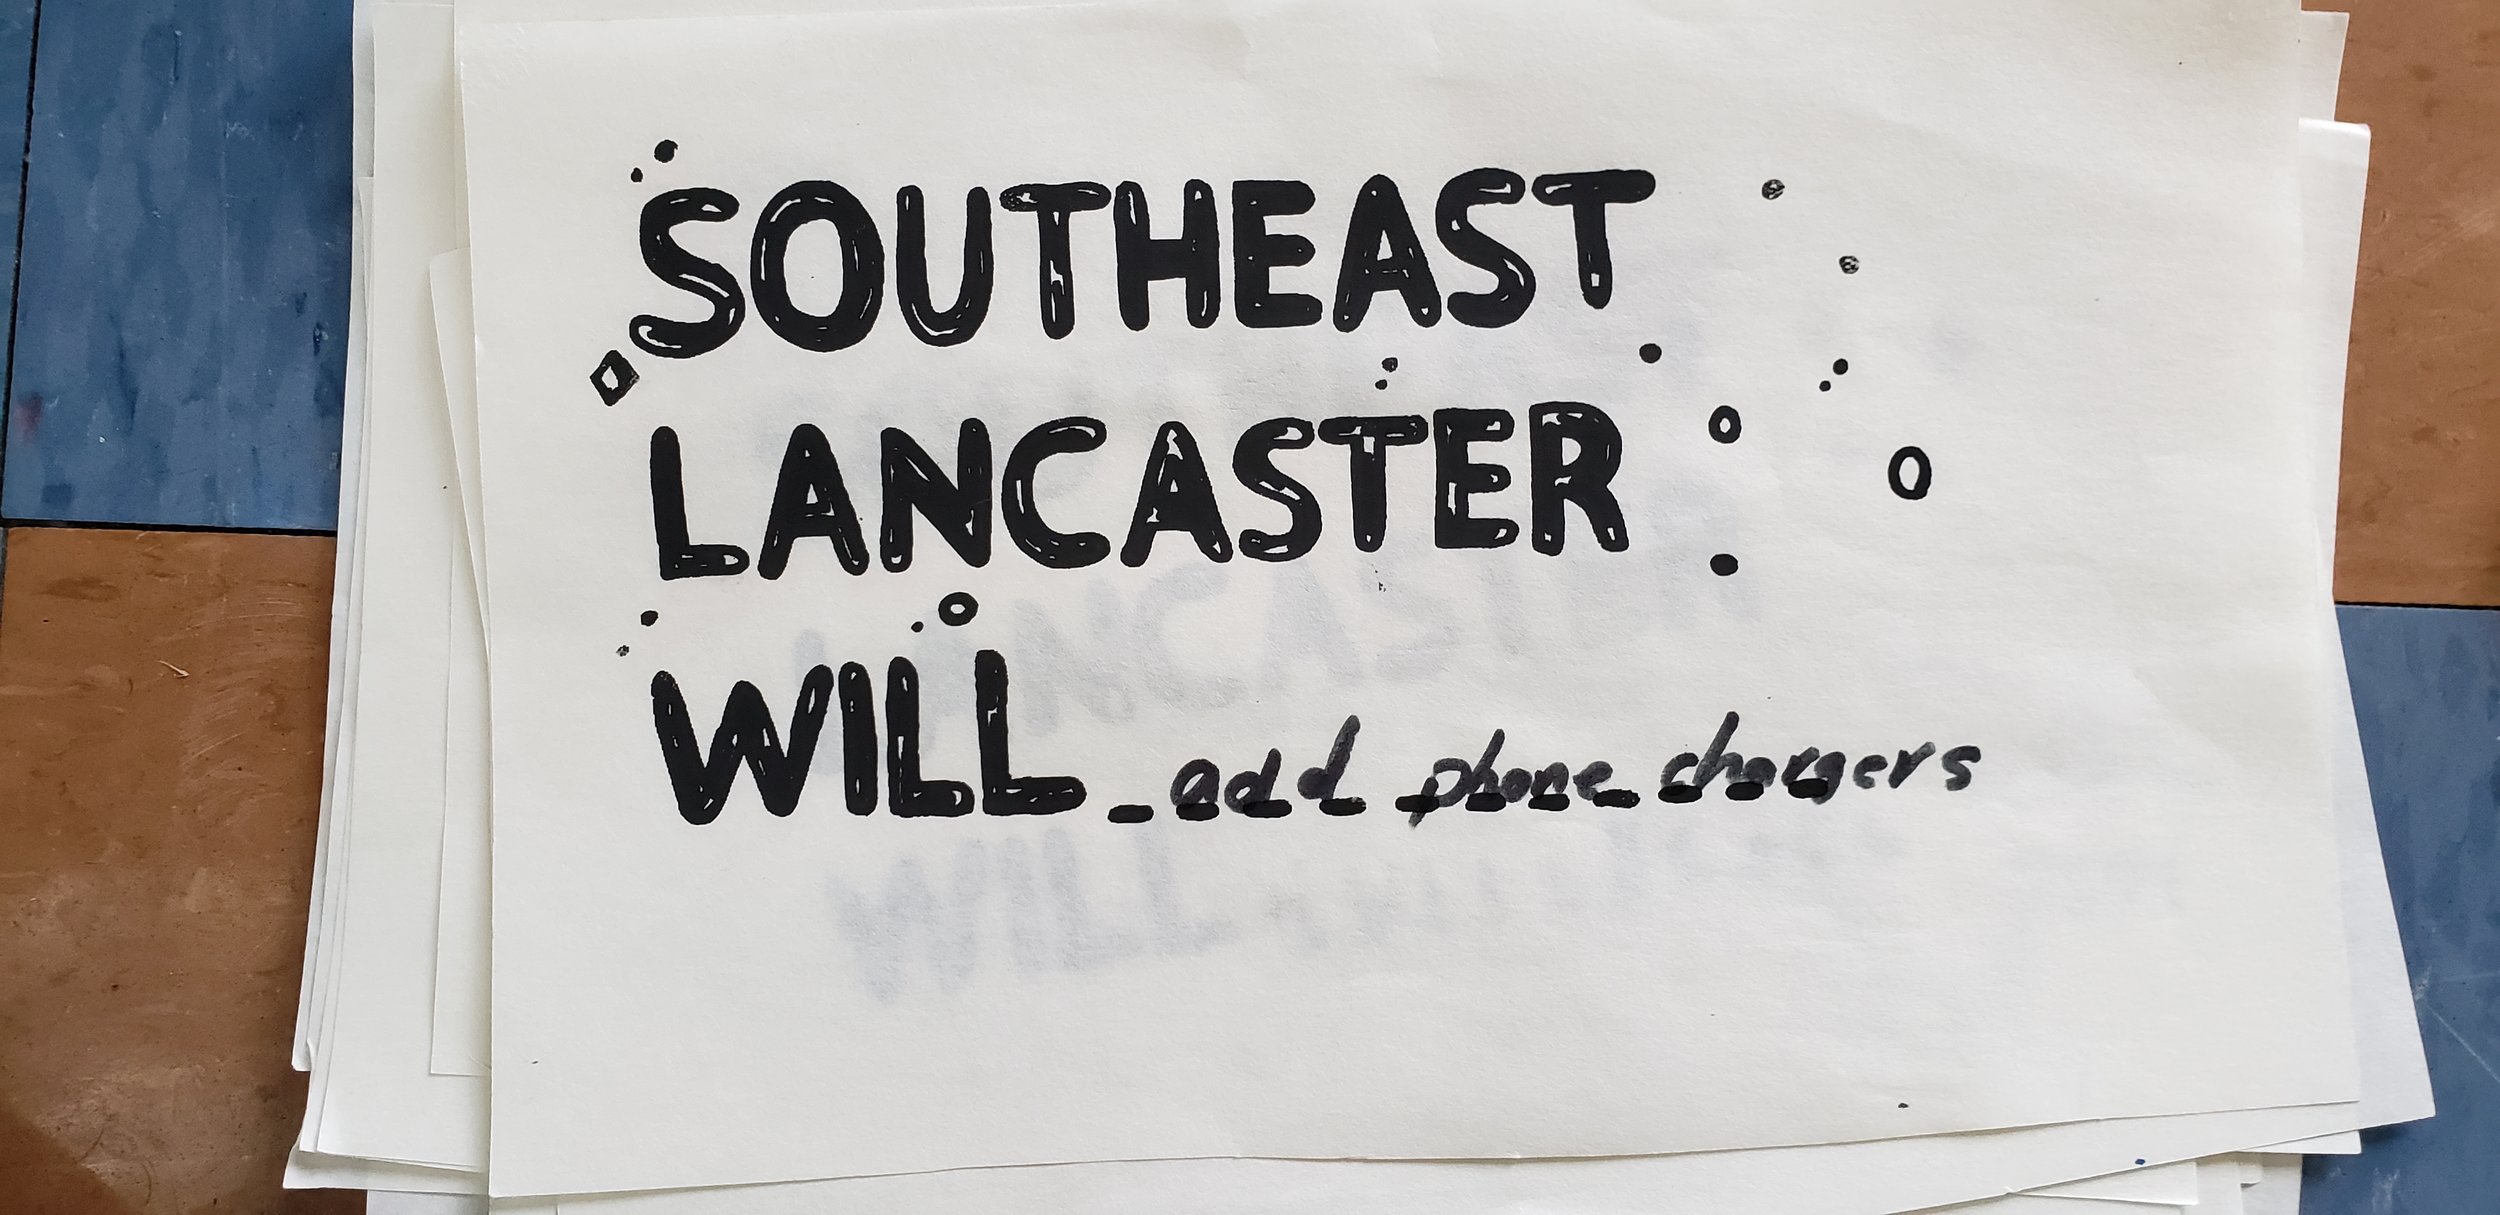 SOUTHEAST
LANCASTER
WILL add phone chargers